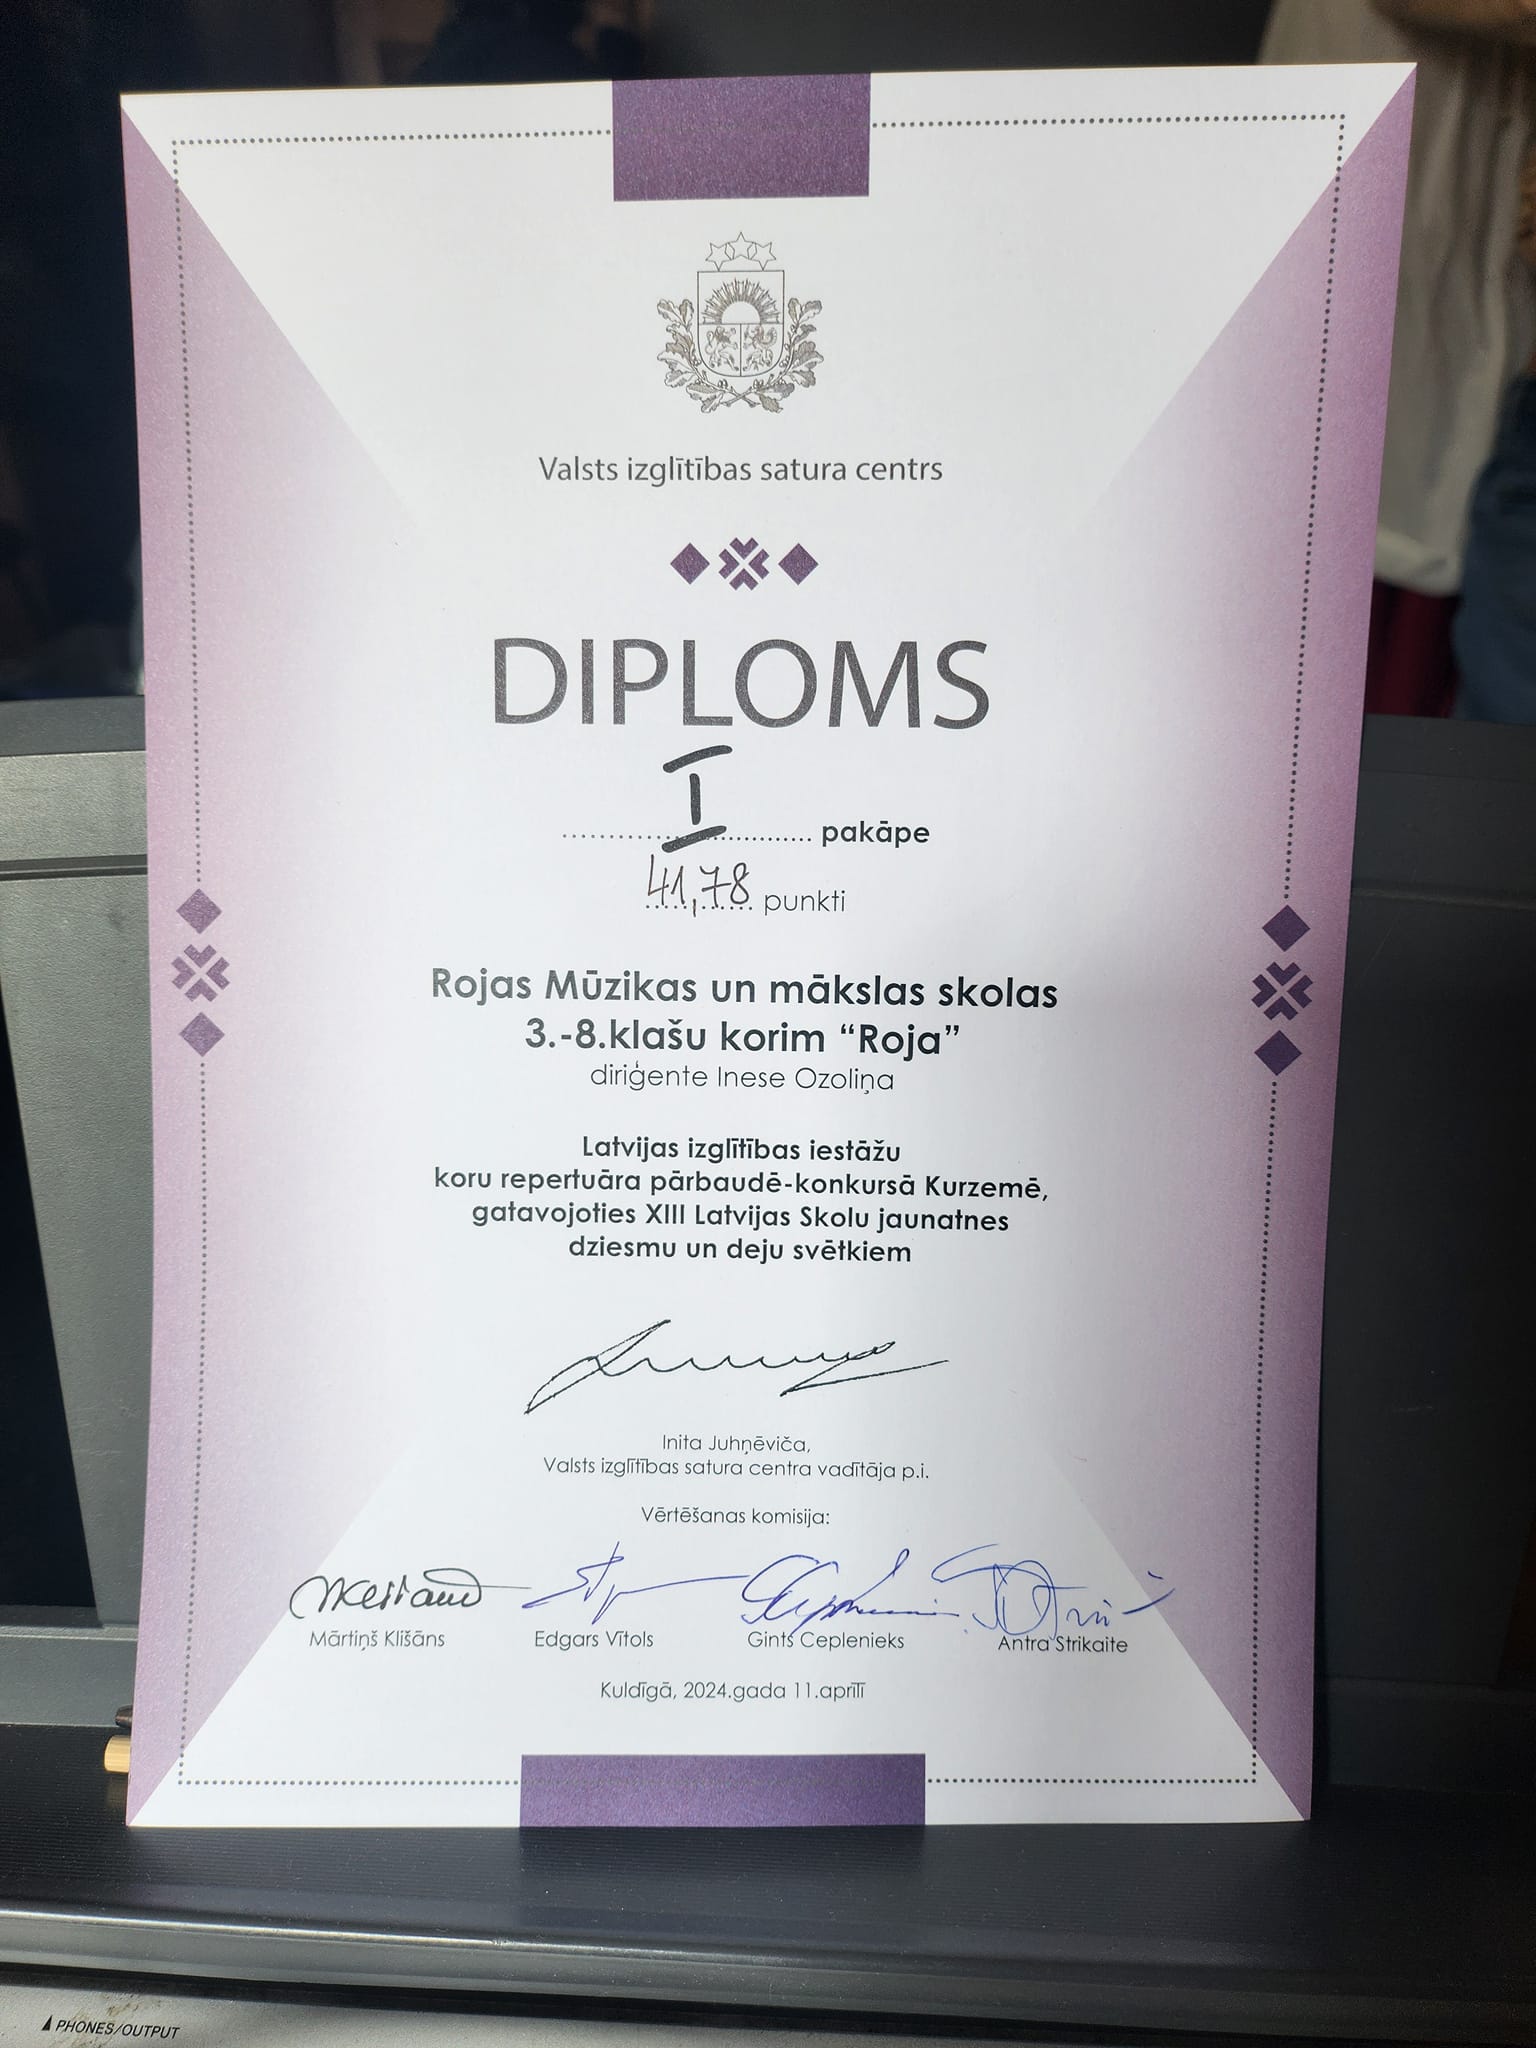 Valsts izglītības satura centrs
DIPLOMS
I pakāpe
41,78 punkti
Rojas Mūzikas un mākslas skolas
3.-8.klašu korim “Roja”
diriģente Inese Ozoliņa
Latvijas izglītības iestāžu
koru repertuāra pārbaudē-konkursā Kurzemē,
gatavojoties XIII Latvijas Skolu jaunatnes
dziesmu un deju svētkiem
Inita Juhņēviča,
Valsts izglītības satura centra vadītāja p.i.
Vērtēšanas komisija:
Mārtiņš Klišāns Edgars Vītols Gints Ceplenieks Antra Strikaite
Kuldīgā, 2024.gada 11.aprīlī
PHONES/OUTPUT